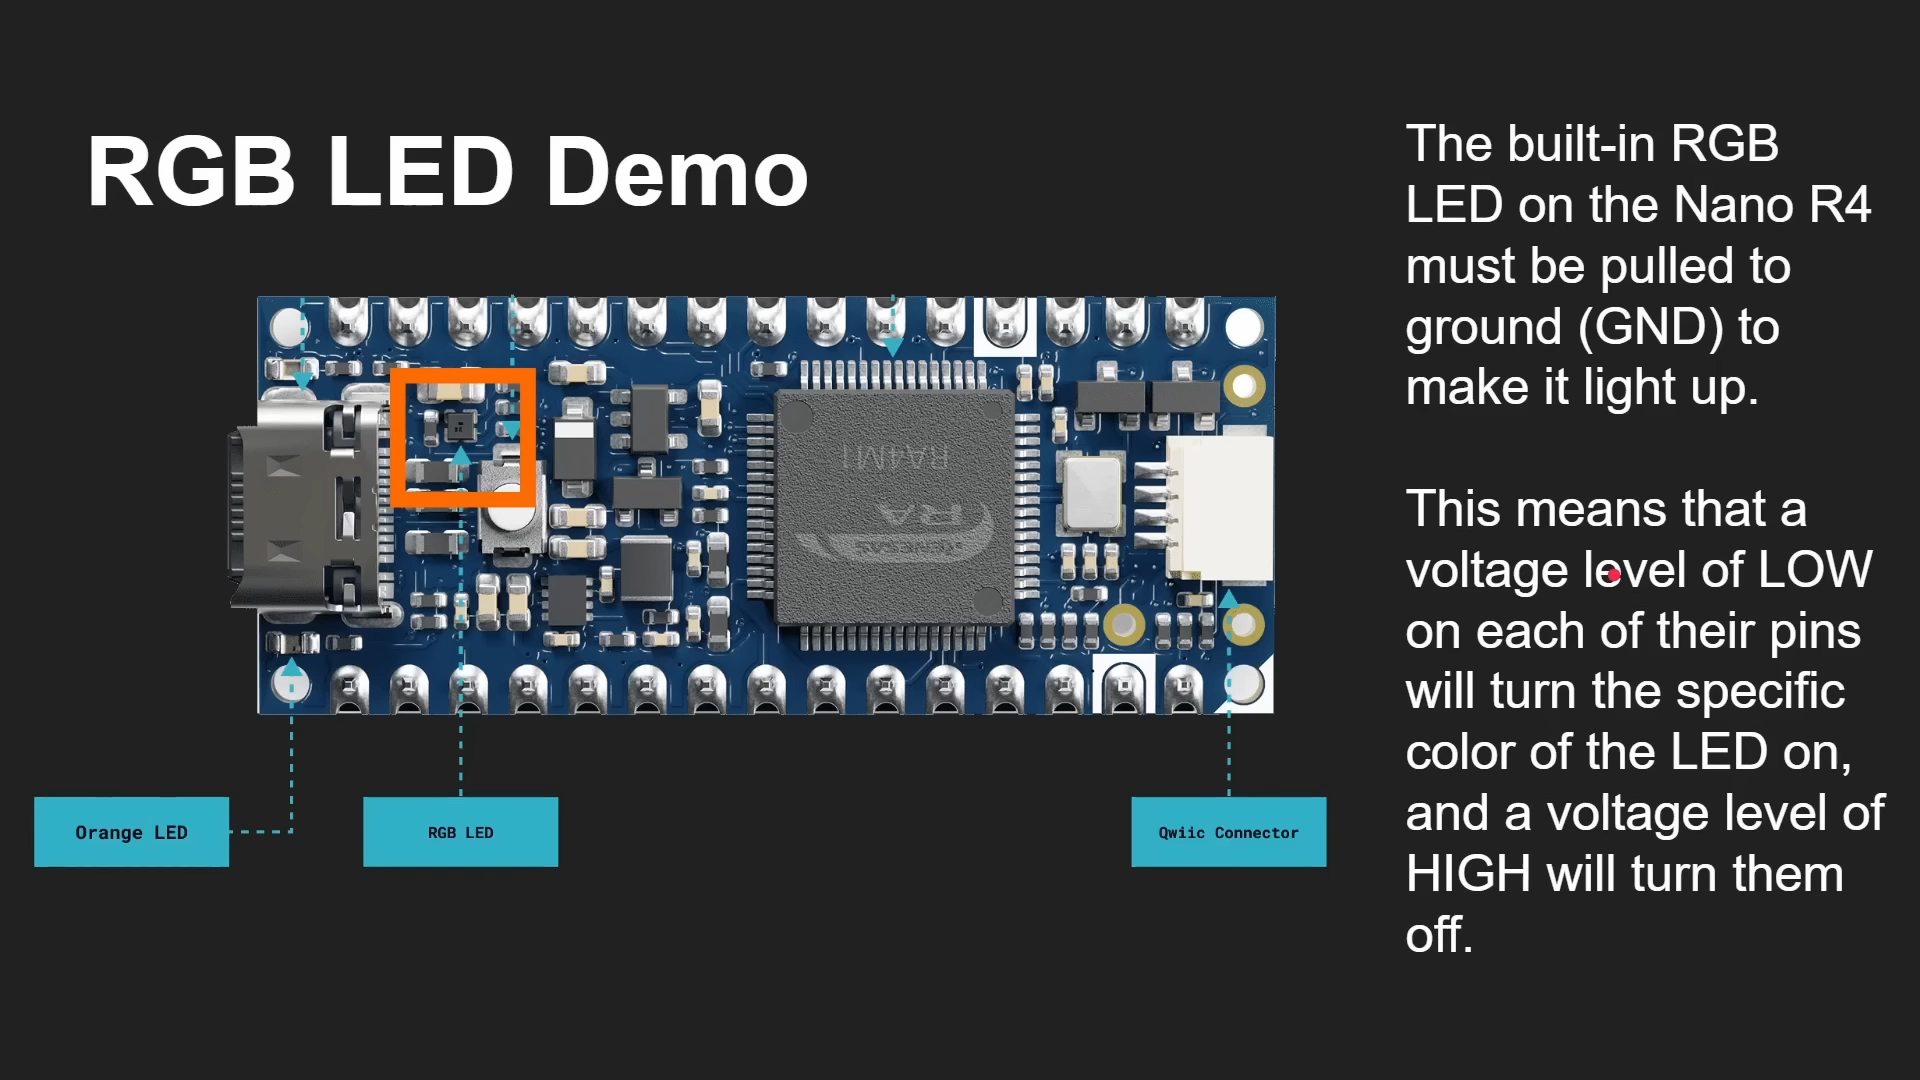 RGB LED Demo
The built-in RGB
LED on the Nano R4
must be pulled to
ground (GND) to
make it light up.
This means that a
voltage level of LOW
on each of their pins
will turn the specific
color of the LED on,
and a voltage level of
HIGH will turn them
off.
RA4M1
RA
RENESAS
Orange LED
RGB LED
Qwiic Connector